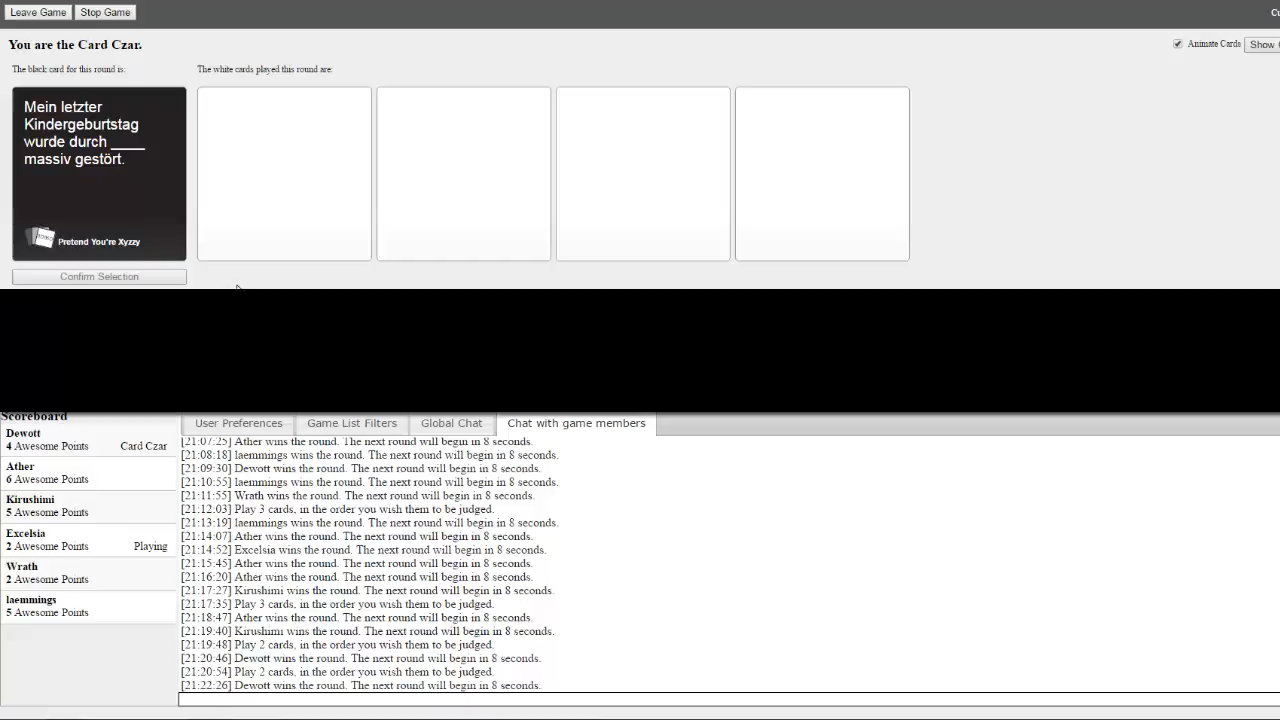 Leave Game Stop Game
You are the Card Czar.
Animate Cards Show
The black card for this round is:
The white cards played this round are:
Mein letzter
Kindergeburtstag
wurde durch ____
massiv gestört.
Pretend You're Xyzzy
Confirm Selection
Scoreboard
Dewott
4 Awesome Points Card Czar
Ather
6 Awesome Points
Kirushimi
5 Awesome Points
Excelsia
2 Awesome Points Playing
Wrath
2 Awesome Points
laemmings
5 Awesome Points
User Preferences Game List Filters Global Chat Chat with game members
[21:07:25] Ather wins the round. The next round will begin in 8 seconds.
[21:08:18] laemmings wins the round. The next round will begin in 8 seconds.
[21:09:30] Dewott wins the round. The next round will begin in 8 seconds.
[21:10:55] laemmings wins the round. The next round will begin in 8 seconds.
[21:11:55] Wrath wins the round. The next round will begin in 8 seconds.
[21:12:03] Play 3 cards, in the order you wish them to be judged.
[21:13:19] laemmings wins the round. The next round will begin in 8 seconds.
[21:14:07] Ather wins the round. The next round will begin in 8 seconds.
[21:14:52] Excelsia wins the round. The next round will begin in 8 seconds.
[21:15:45] Ather wins the round. The next round will begin in 8 seconds.
[21:16:20] Ather wins the round. The next round will begin in 8 seconds.
[21:17:27] Kirushimi wins the round. The next round will begin in 8 seconds.
[21:17:35] Play 3 cards, in the order you wish them to be judged.
[21:18:47] Ather wins the round. The next round will begin in 8 seconds.
[21:19:40] Kirushimi wins the round. The next round will begin in 8 seconds.
[21:19:48] Play 2 cards, in the order you wish them to be judged.
[21:20:46] Dewott wins the round. The next round will begin in 8 seconds.
[21:20:54] Play 2 cards, in the order you wish them to be judged.
[21:22:26] Dewott wins the round. The next round will begin in 8 seconds.